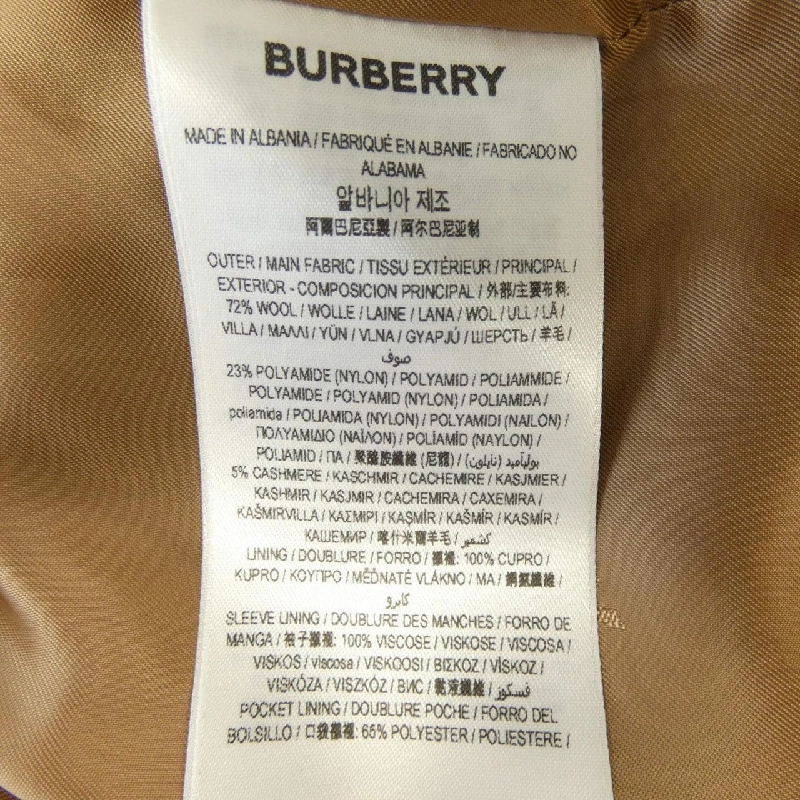 BURBERRY
MADE IN ALBANIA / FABRIQUÉ EN ALBANIE / FABRICADO NO
ALABAMA
알바니아 제조
阿爾巴尼亞製 / 阿尔巴尼亚制
OUTER / MAIN FABRIC / TISSU EXTÉRIEUR / PRINCIPAL /
EXTERIOR - COMPOSICION PRINCIPAL / 外部/主要布料:
72% WOOL / WOLLE / LAINE / LANA / WOL / ULL / LÃ /
VILLA / ΜΑΛΛΙ / YÜN / VLNA / GYAPJÚ / ШЕРСТЬ / 羊毛 /
صوف
23% POLYAMIDE (NYLON) / POLYAMID / POLIAMMIDE /
POLYAMIDE / POLYAMID (NYLON) / POLIAMIDA /
poliamida / POLIAMIDA (NYLON) / POLYAMIDI (NAILON) /
ΠΟΛΥΑΜΙΔΙΟ (ΝΑΪΛΟΝ) / POLİAMİD (NAYLON) /
POLIAMID / ПА / 聚醯胺纖維 (尼龍) / بوليأميد (نايلون)
5% CASHMERE / KASCHMIR / CACHEMIRE / KASJMIER /
KASHMIR / KASJMIR / CACHEMIRA / CAXEMIRA /
KAŠMIRVILLA / ΚΑΣΜΙΡΙ / KAŞMİR / KAŠMÍR / KASMÍR /
КАШЕМИР / 喀什米爾羊毛 / كشمير
LINING / DOUBLURE / FORRO / 襯裡: 100% CUPRO /
KUPRO / ΚΟΥΠΡΟ / MĚĎNATÉ VLÁKNO / МА / 銅氨纖維 /
كابرو
SLEEVE LINING / DOUBLURE DES MANCHES / FORRO DE
MANGA / 袖子襯裡: 100% VISCOSE / VISKOSE / VISCOSA /
VISKOS / viscosa / VISKOOSI / ΒΙΣΚΟΖ / VİSKOZ /
VISKÓZA / VISZKÓZ / ВИС / 黏液纖維 / فسكوز
POCKET LINING / DOUBLURE POCHE / FORRO DEL
BOLSILLO / 口袋襯裡: 65% POLYESTER / POLIESTERE /